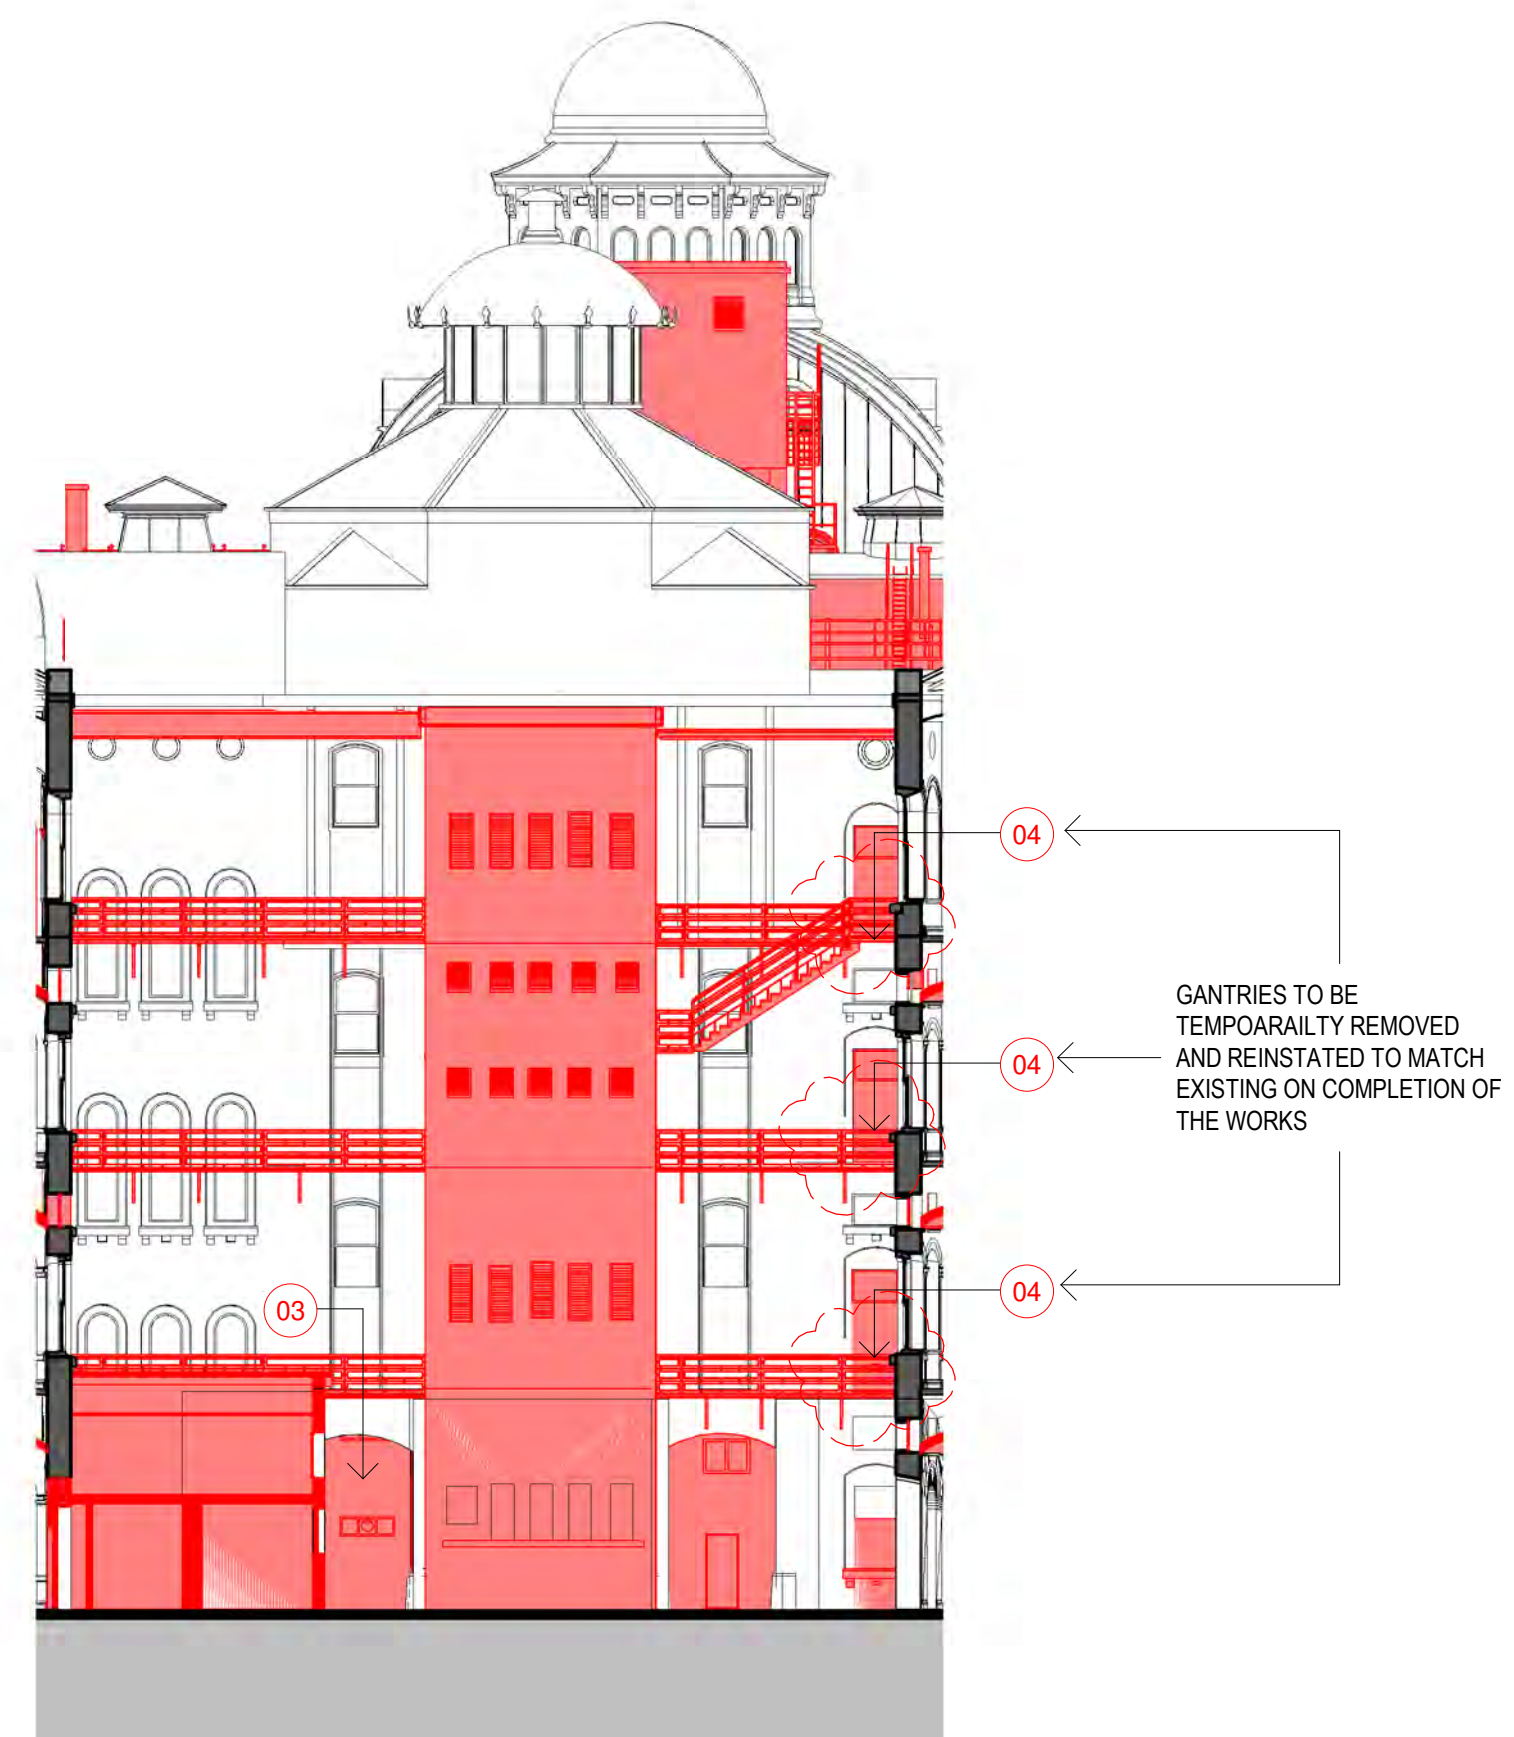 04
04
GANTRIES TO BE
TEMPOARAILTY REMOVED
AND REINSTATED TO MATCH
EXISTING ON COMPLETION OF
THE WORKS
04
03